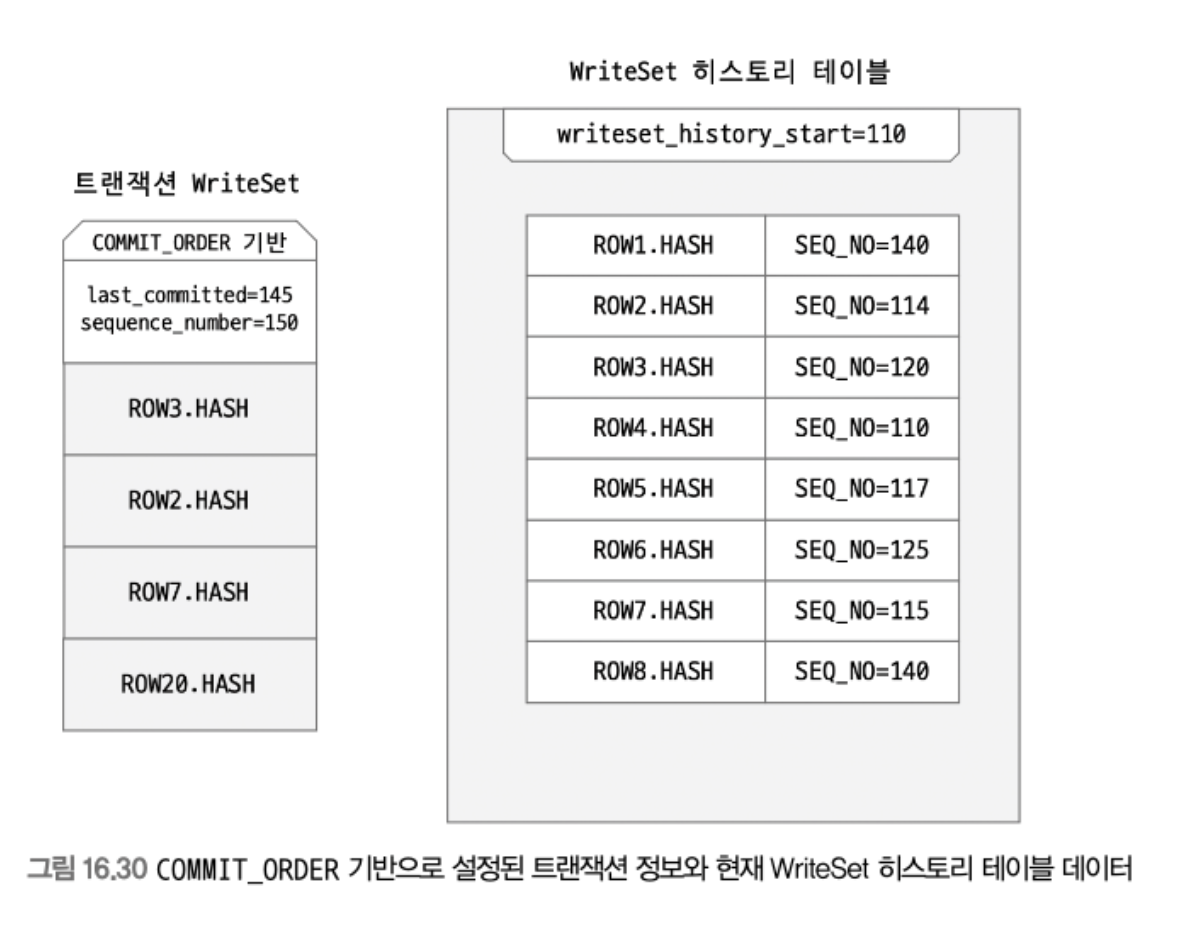 WriteSet 히스토리 테이블
writeset_history_start=110
트랜잭션 WriteSet
COMMIT_ORDER 기반
last_committed=145
sequence_number=150
ROW3.HASH
ROW2.HASH
ROW7.HASH
ROW20.HASH
ROW1.HASH SEQ_NO=140
ROW2.HASH SEQ_NO=114
ROW3.HASH SEQ_NO=120
ROW4.HASH SEQ_NO=110
ROW5.HASH SEQ_NO=117
ROW6.HASH SEQ_NO=125
ROW7.HASH SEQ_NO=115
ROW8.HASH SEQ_NO=140
그림 16.30 COMMIT_ORDER 기반으로 설정된 트랜잭션 정보와 현재 WriteSet 히스토리 테이블 데이터